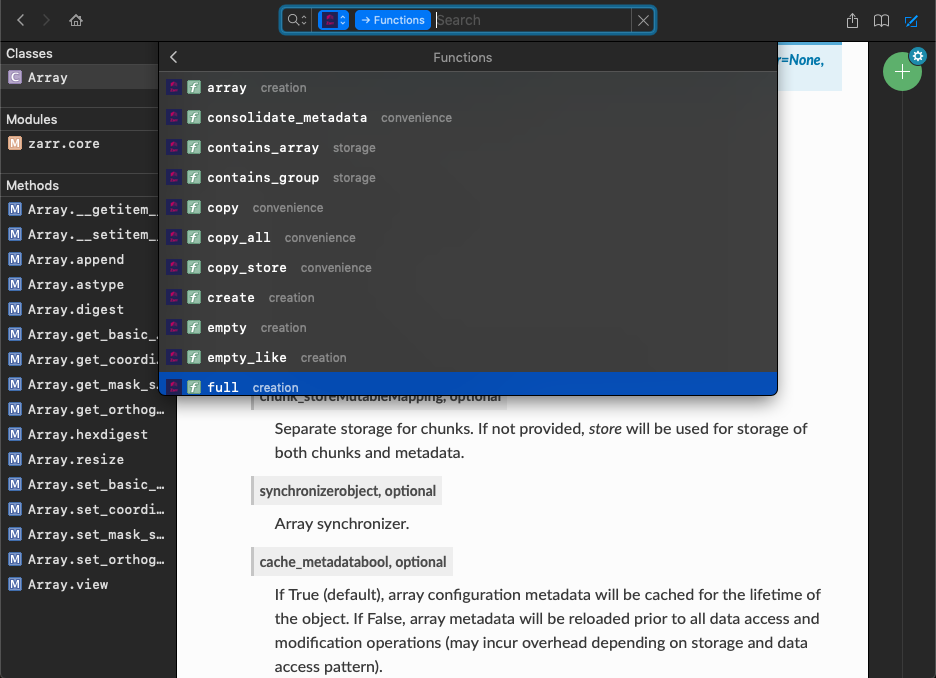 → Functions
Search
Classes
C Array
Modules
M zarr.core
Methods
M Array.__getitem_
M Array.__setitem_
M Array.append
M Array.astype
M Array.digest
M Array.get_basic_
M Array.get_coordi
M Array.get_mask_s
M Array.get_orthog…
M Array.hexdigest
M Array.resize
M Array.set_basic_…
M Array.set_coordi…
M Array.set_mask_s…
M Array.set_orthog…
M Array.view
Functions
f array creation
f consolidate_metadata convenience
f contains_array storage
f contains_group storage
f copy convenience
f copy_all convenience
f copy_store convenience
f create creation
f empty creation
f empty_like creation
f full creation
r=None,
chunk_storeMutableMapping, optional
Separate storage for chunks. If not provided, store will be used for storage of
both chunks and metadata.
synchronizerobject, optional
Array synchronizer.
cache_metadatabool, optional
If True (default), array configuration metadata will be cached for the lifetime of
the object. If False, array metadata will be reloaded prior to all data access and
modification operations (may incur overhead depending on storage and data
access pattern).